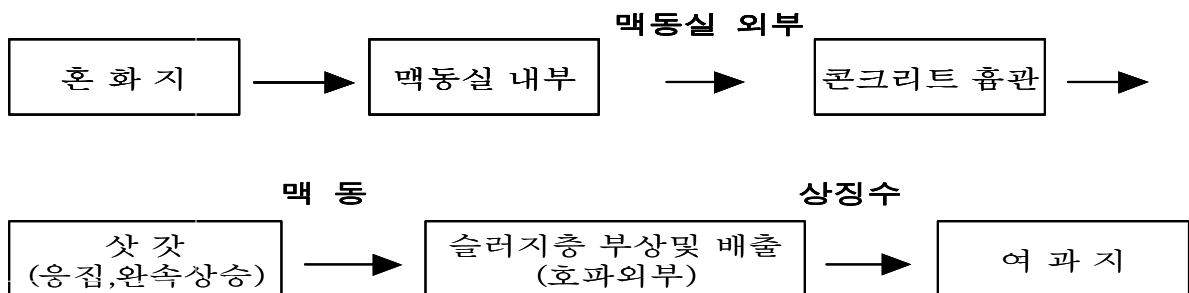 맥동실 외부
혼 화 지
맥동실 내부
콘크리트 흄관
맥 동
상징수
삿 갓
(응집,완속상승)
슬러지층 부상및 배출
(호파외부)
여 과 지